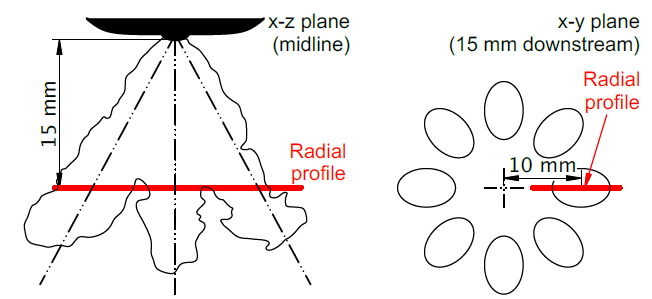 x-z plane
(midline)
15 mm
Radial
profile
x-y plane
(15 mm downstream)
Radial
profile
10 mm